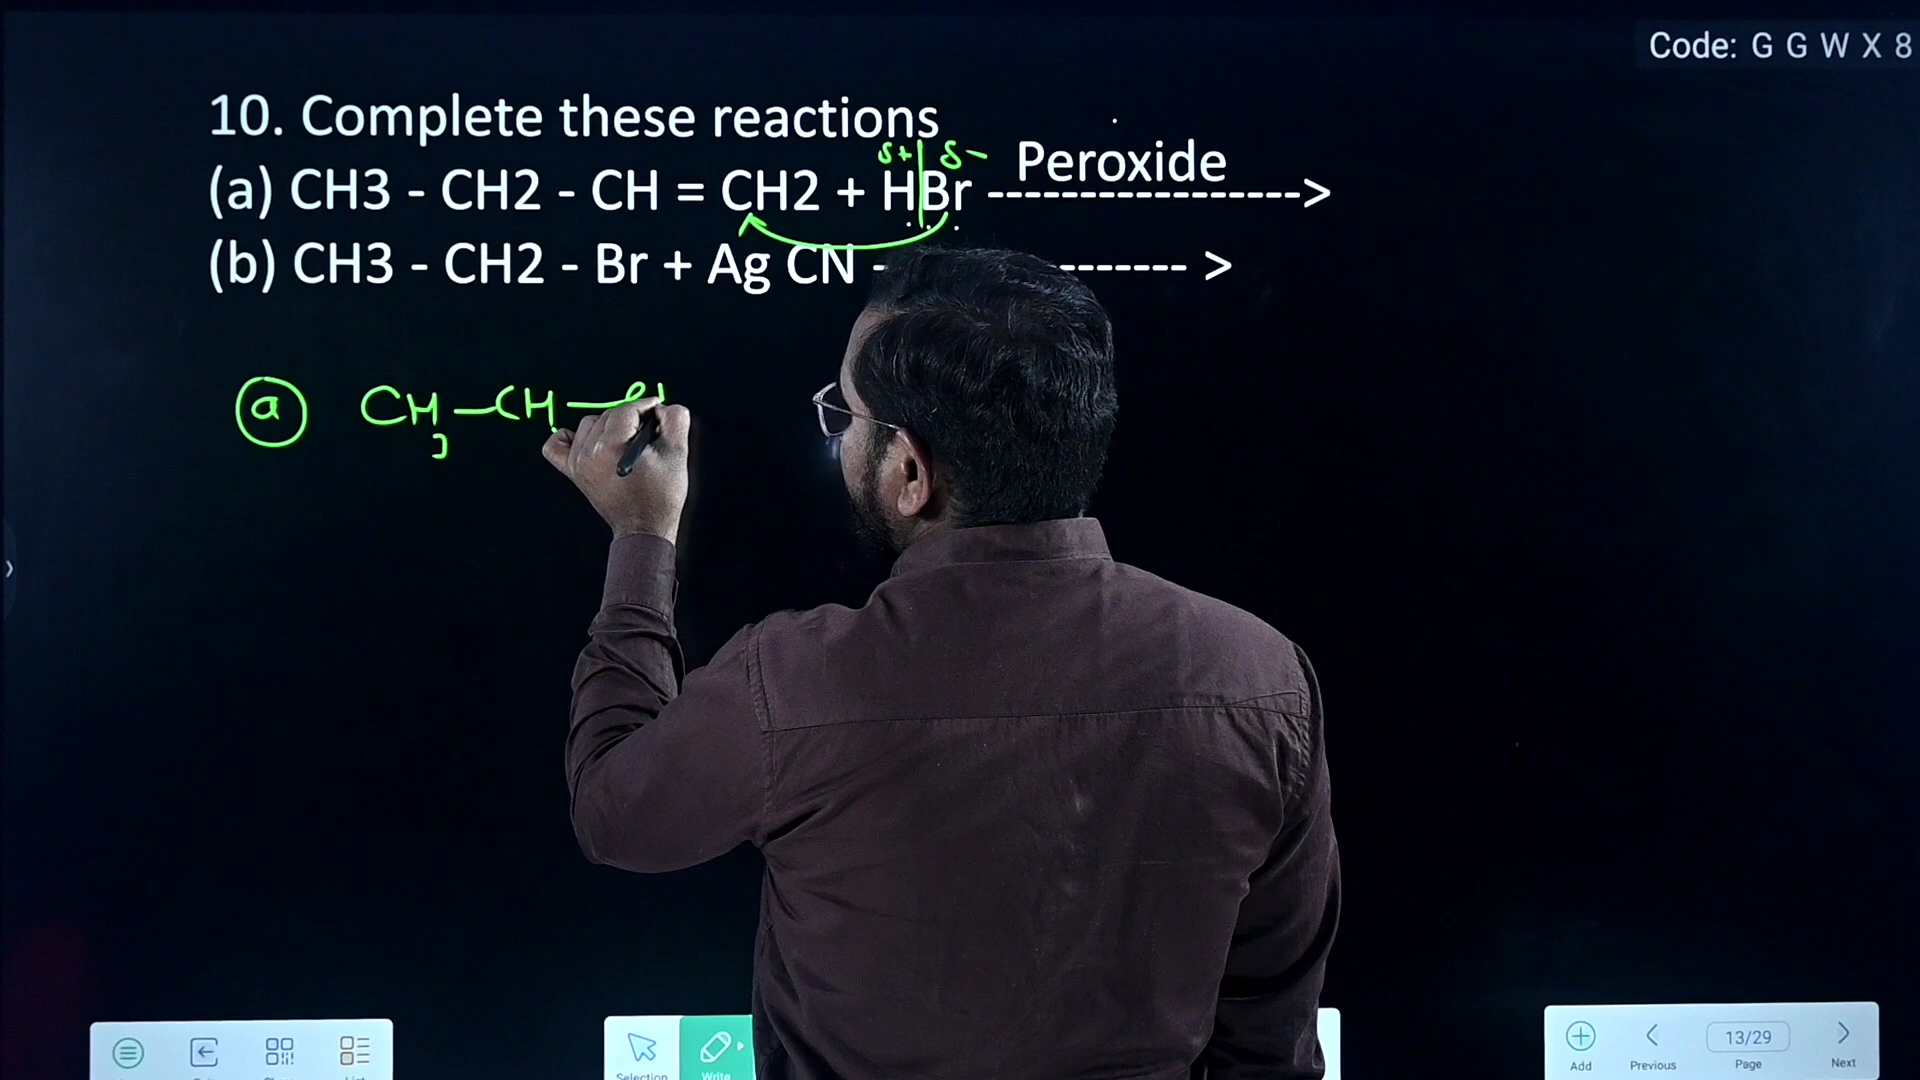 Code: G G W X 8
10. Complete these reactions
δ+ δ-
Peroxide
(a) CH3 - CH2 - CH = CH2 + HBr ----------------->
(b) CH3 - CH2 - Br + Ag CN - -------- >
a CH3 - CH -
Selection Write
Add Previous 13/29 Page Next